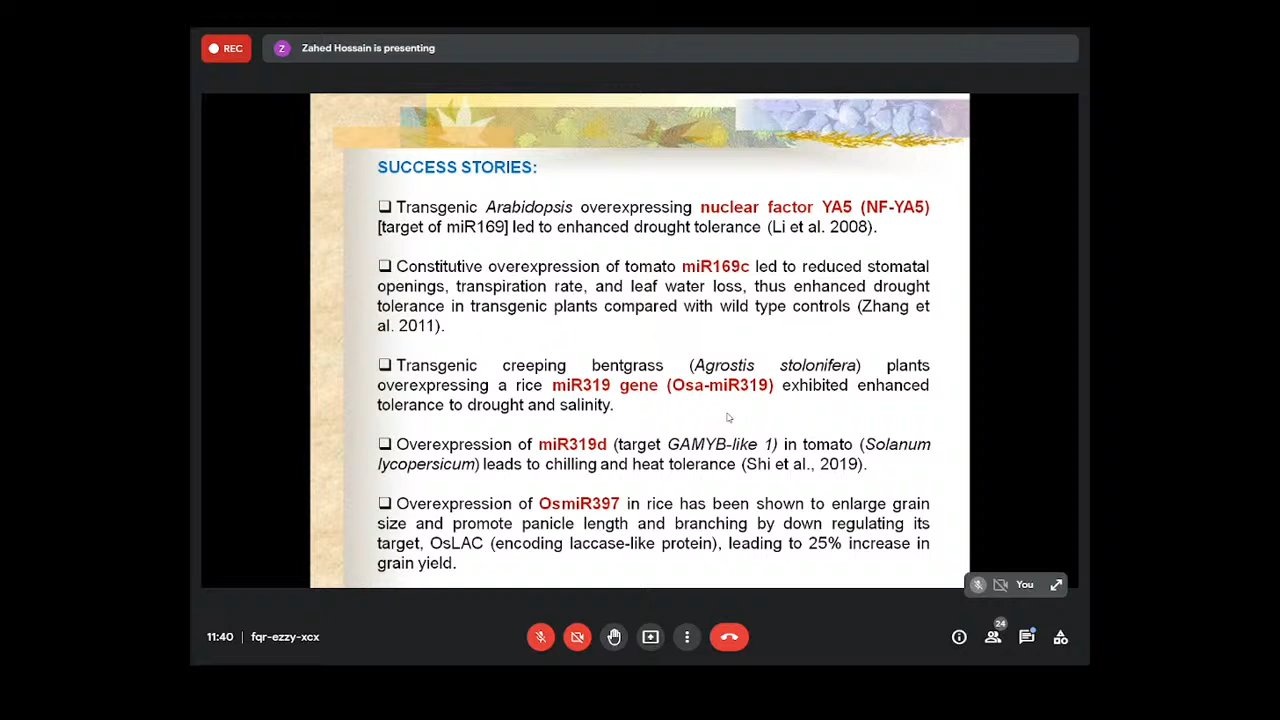 REC
Z
Zahed Hossain is presenting
SUCCESS STORIES:
❑ Transgenic Arabidopsis overexpressing nuclear factor YA5 (NF-YA5)
[target of miR169] led to enhanced drought tolerance (Li et al. 2008).
❑ Constitutive overexpression of tomato miR169c led to reduced stomatal
openings, transpiration rate, and leaf water loss, thus enhanced drought
tolerance in transgenic plants compared with wild type controls (Zhang et
al. 2011).
❑ Transgenic creeping bentgrass (Agrostis stolonifera) plants
overexpressing a rice miR319 gene (Osa-miR319) exhibited enhanced
tolerance to drought and salinity.
❑ Overexpression of miR319d (target GAMYB-like 1) in tomato (Solanum
lycopersicum) leads to chilling and heat tolerance (Shi et al., 2019).
❑ Overexpression of OsmiR397 in rice has been shown to enlarge grain
size and promote panicle length and branching by down regulating its
target, OsLAC (encoding laccase-like protein), leading to 25% increase in
grain yield.
You
11:40 | fqr-ezzy-xcx
24